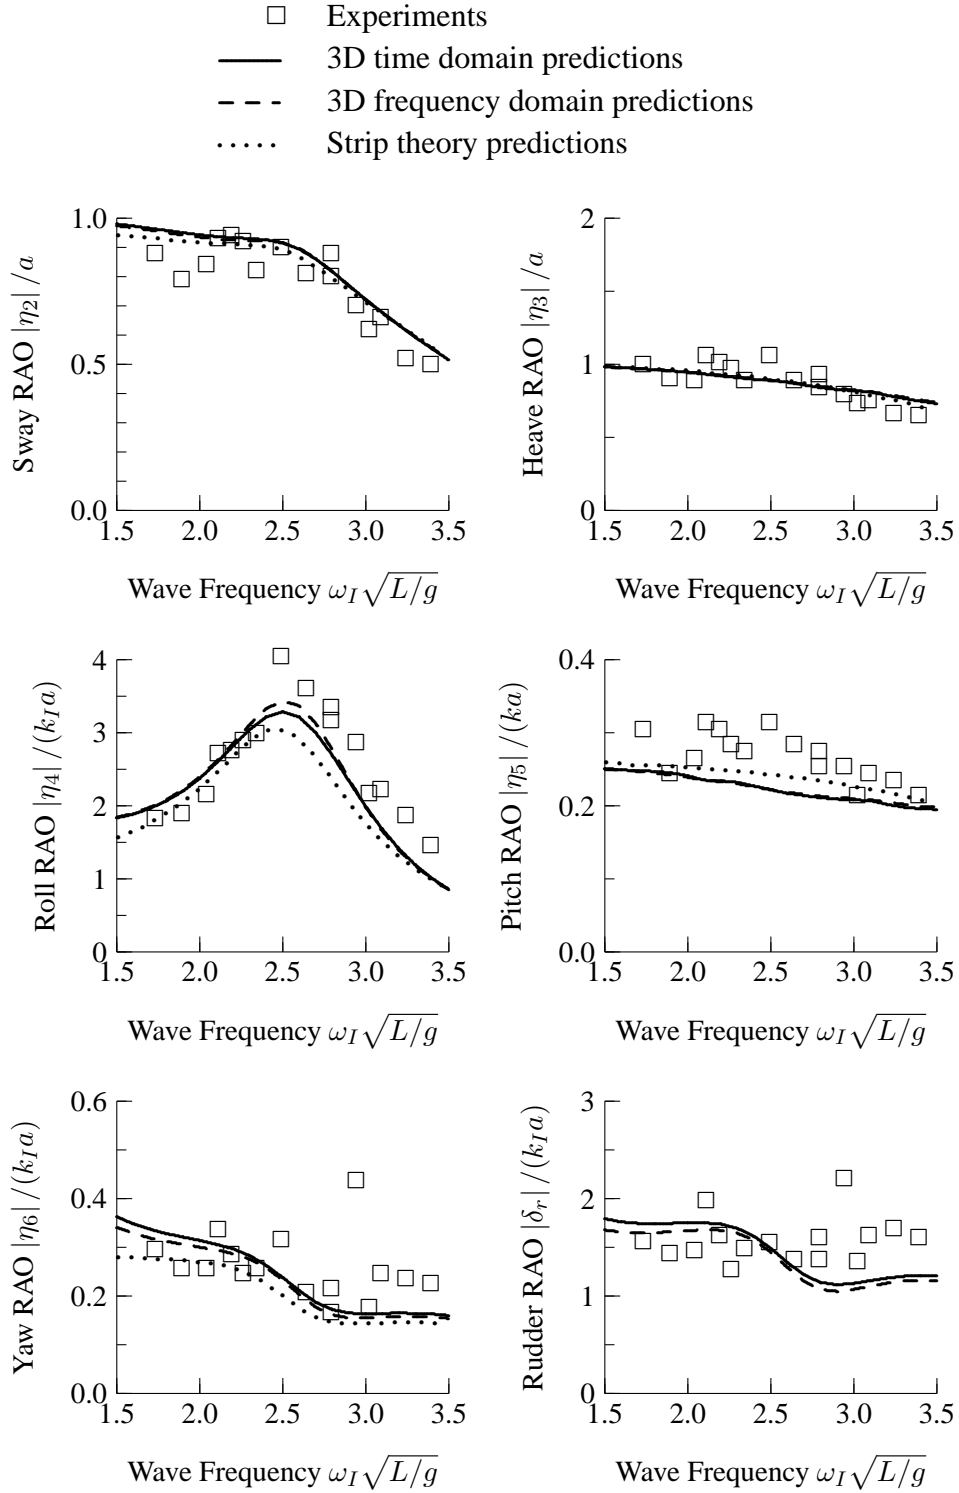 Experiments
3D time domain predictions
3D frequency domain predictions
Strip theory predictions
Sway RAO |η2|/a
1.0
0.5
0.0
1.5 2.0 2.5 3.0 3.5
Wave Frequency ωI√L/g
Heave RAO |η3|/a
2
1
0
1.5 2.0 2.5 3.0 3.5
Wave Frequency ωI√L/g
Roll RAO |η4|/(kIa)
4
3
2
1
0
1.5 2.0 2.5 3.0 3.5
Wave Frequency ωI√L/g
Pitch RAO |η5|/(ka)
0.4
0.2
0.0
1.5 2.0 2.5 3.0 3.5
Wave Frequency ωI√L/g
Yaw RAO |η6|/(kIa)
0.6
0.4
0.2
0.0
1.5 2.0 2.5 3.0 3.5
Wave Frequency ωI√L/g
Rudder RAO |δr|/(kIa)
3
2
1
0
1.5 2.0 2.5 3.0 3.5
Wave Frequency ωI√L/g